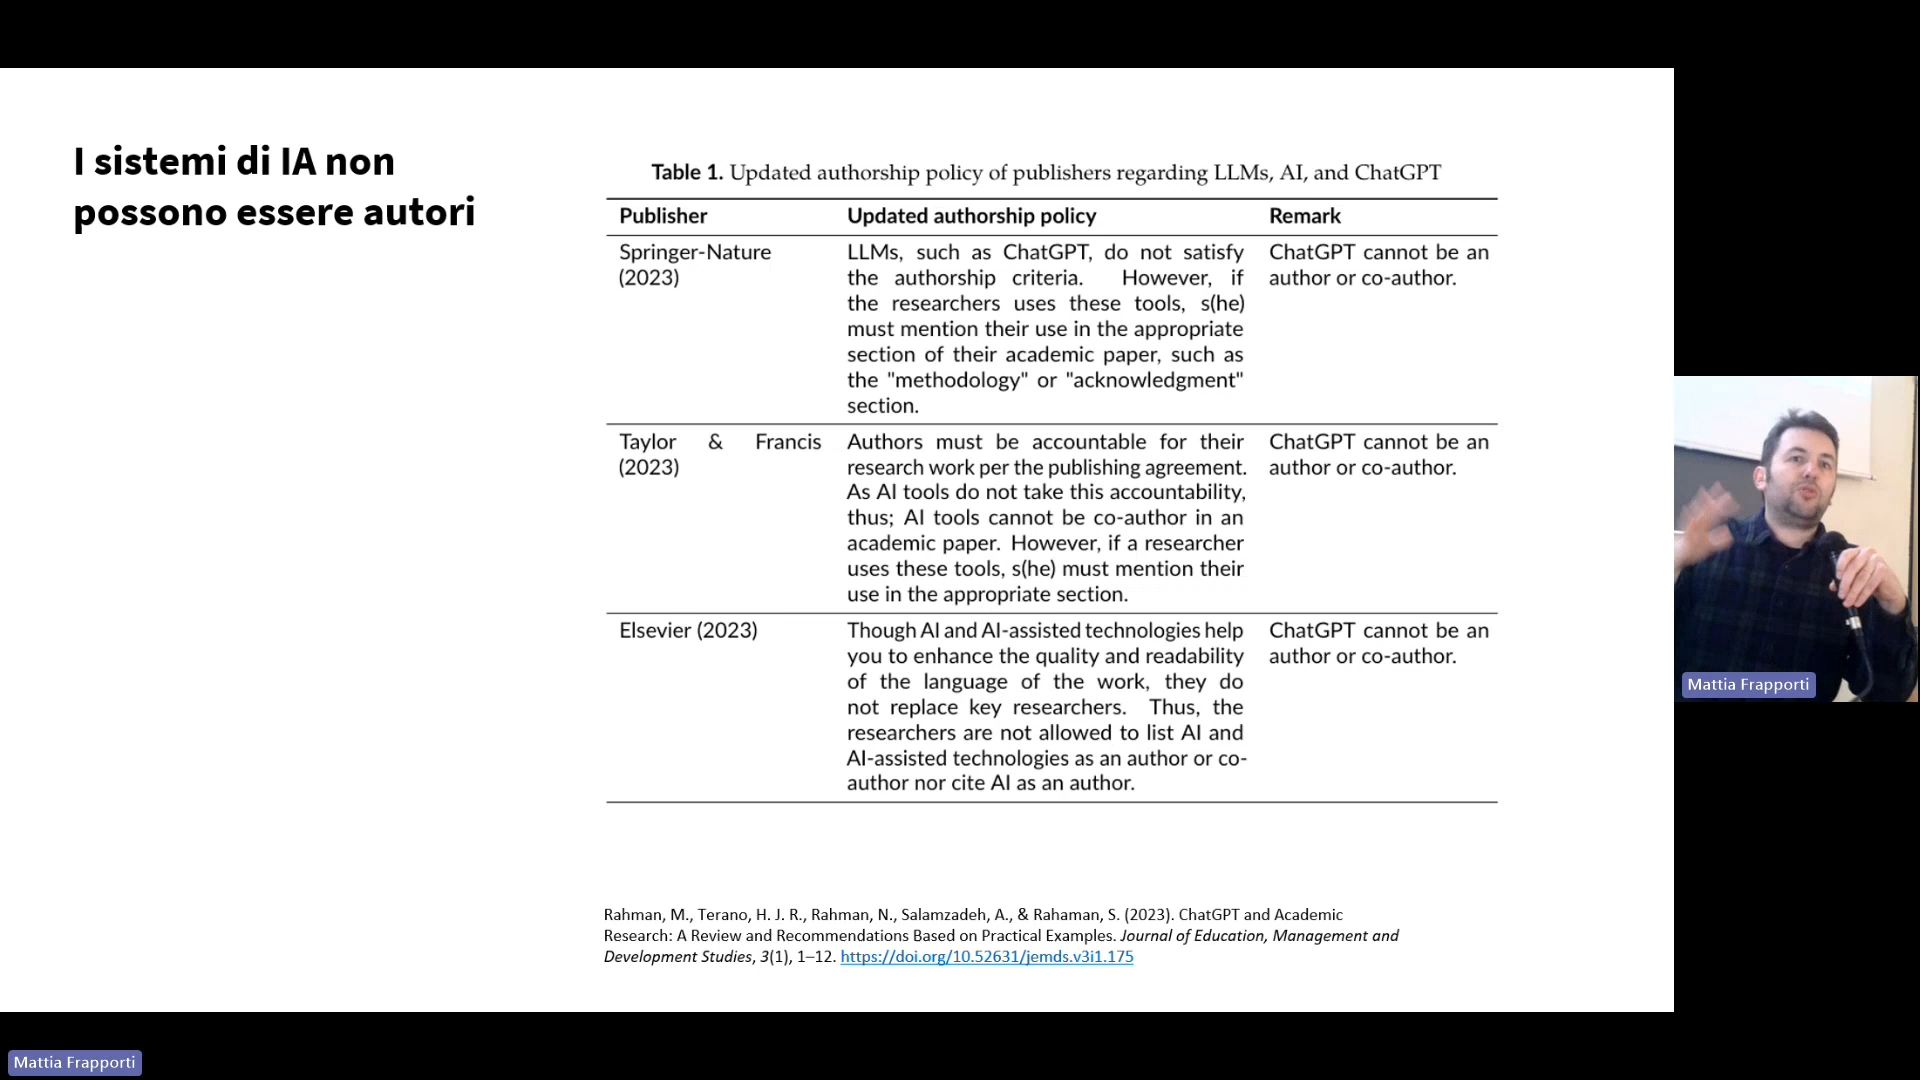 I sistemi di IA non
possono essere autori
Table 1. Updated authorship policy of publishers regarding LLMs, AI, and ChatGPT
Publisher Updated authorship policy Remark
Springer-Nature
(2023)
LLMs, such as ChatGPT, do not satisfy
the authorship criteria. However, if
the researchers uses these tools, s(he)
must mention their use in the appropriate
section of their academic paper, such as
the "methodology" or "acknowledgment"
section.
ChatGPT cannot be an
author or co-author.
Taylor & Francis
(2023)
Authors must be accountable for their
research work per the publishing agreement.
As AI tools do not take this accountability,
thus; AI tools cannot be co-author in an
academic paper. However, if a researcher
uses these tools, s(he) must mention their
use in the appropriate section.
ChatGPT cannot be an
author or co-author.
Elsevier (2023)
Though AI and AI-assisted technologies help
you to enhance the quality and readability
of the language of the work, they do
not replace key researchers. Thus, the
researchers are not allowed to list AI and
AI-assisted technologies as an author or co-
author nor cite AI as an author.
ChatGPT cannot be an
author or co-author.
Rahman, M., Terano, H. J. R., Rahman, N., Salamzadeh, A., & Rahaman, S. (2023). ChatGPT and Academic
Research: A Review and Recommendations Based on Practical Examples. Journal of Education, Management and
Development Studies, 3(1), 1–12. https://doi.org/10.52631/jemds.v3i1.175
Mattia Frapporti
Mattia Frapporti